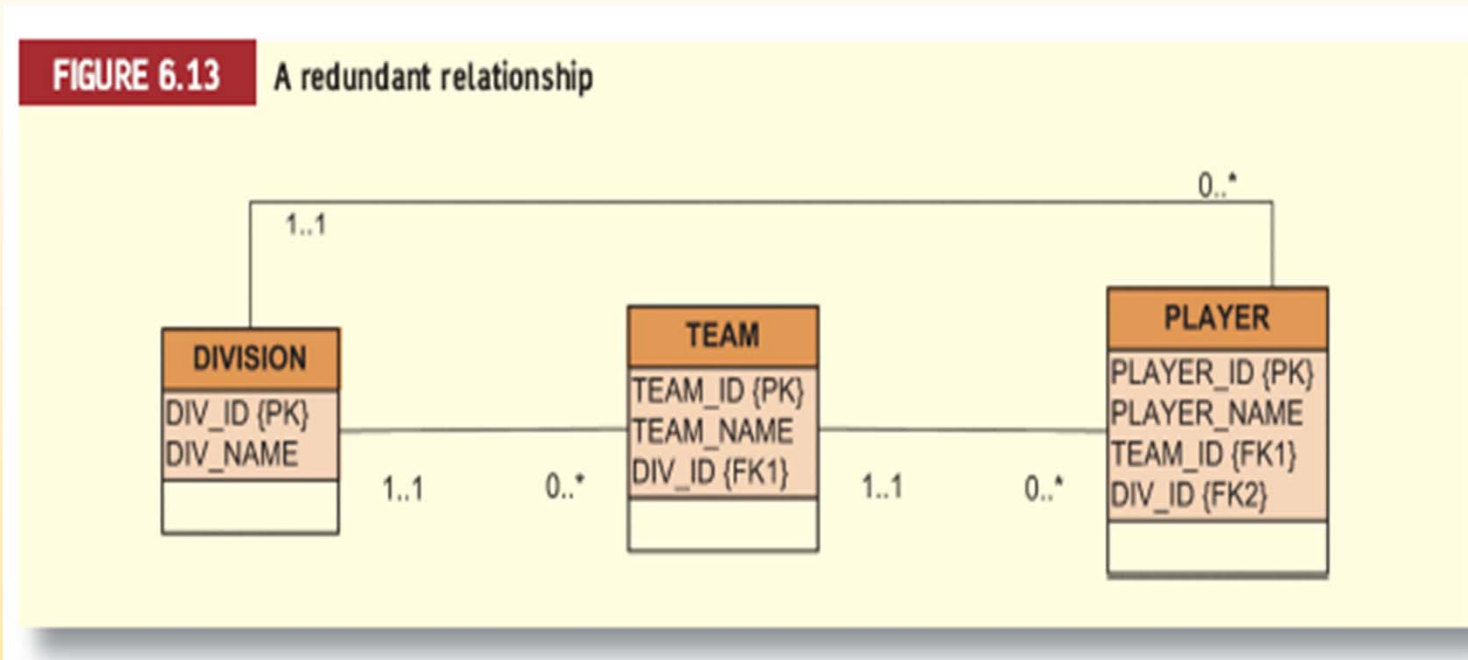 FIGURE 6.13 A redundant relationship
0..*
1..1
DIVISION
DIV_ID {PK}
DIV_NAME
TEAM
TEAM_ID {PK}
TEAM_NAME
DIV_ID {FK1}
PLAYER
PLAYER_ID {PK}
PLAYER_NAME
TEAM_ID {FK1}
DIV_ID {FK2}
1..1 0..* 1..1 0..*